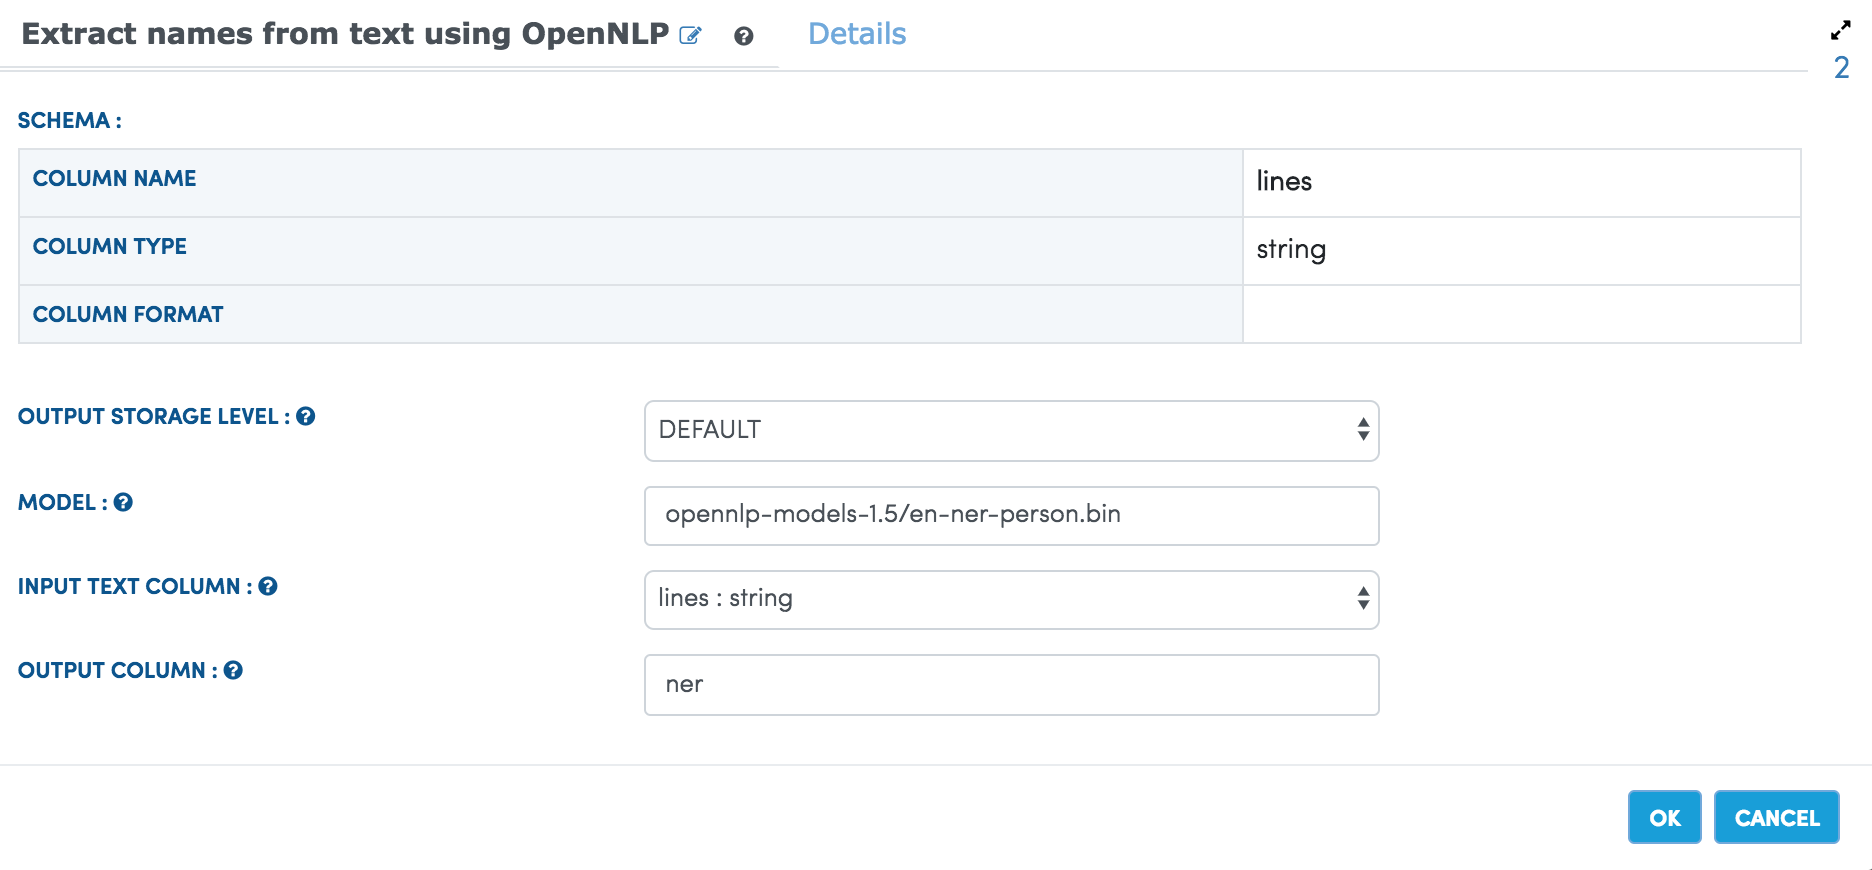 Extract names from text using OpenNLP Details
2
SCHEMA :
COLUMN NAME lines
COLUMN TYPE string
COLUMN FORMAT
OUTPUT STORAGE LEVEL : DEFAULT
MODEL : opennlp-models-1.5/en-ner-person.bin
INPUT TEXT COLUMN : lines : string
OUTPUT COLUMN : ner
OK CANCEL